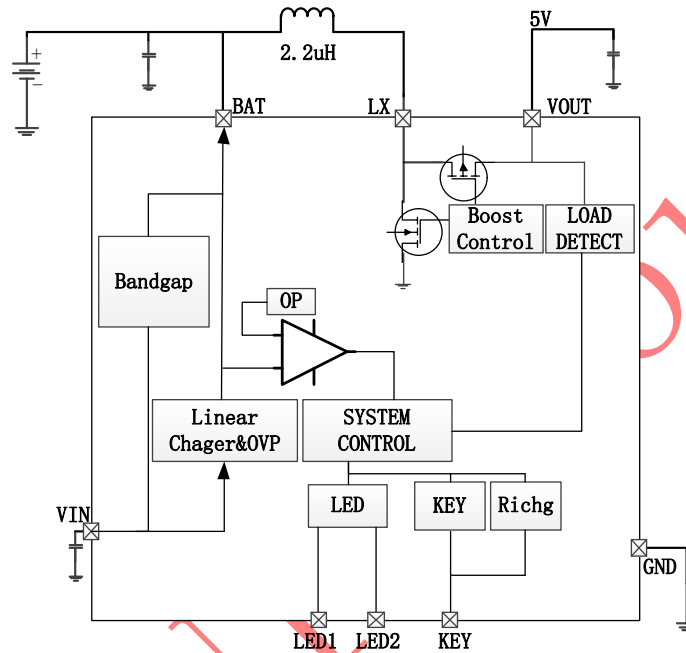 5V
2.2uH
BAT
LX
VOUT
Boost
Control
LOAD
DETECT
Bandgap
OP
Linear
Chager&OVP
SYSTEM
CONTROL
LED
KEY
Richg
VIN
GND
LED1
LED2
KEY